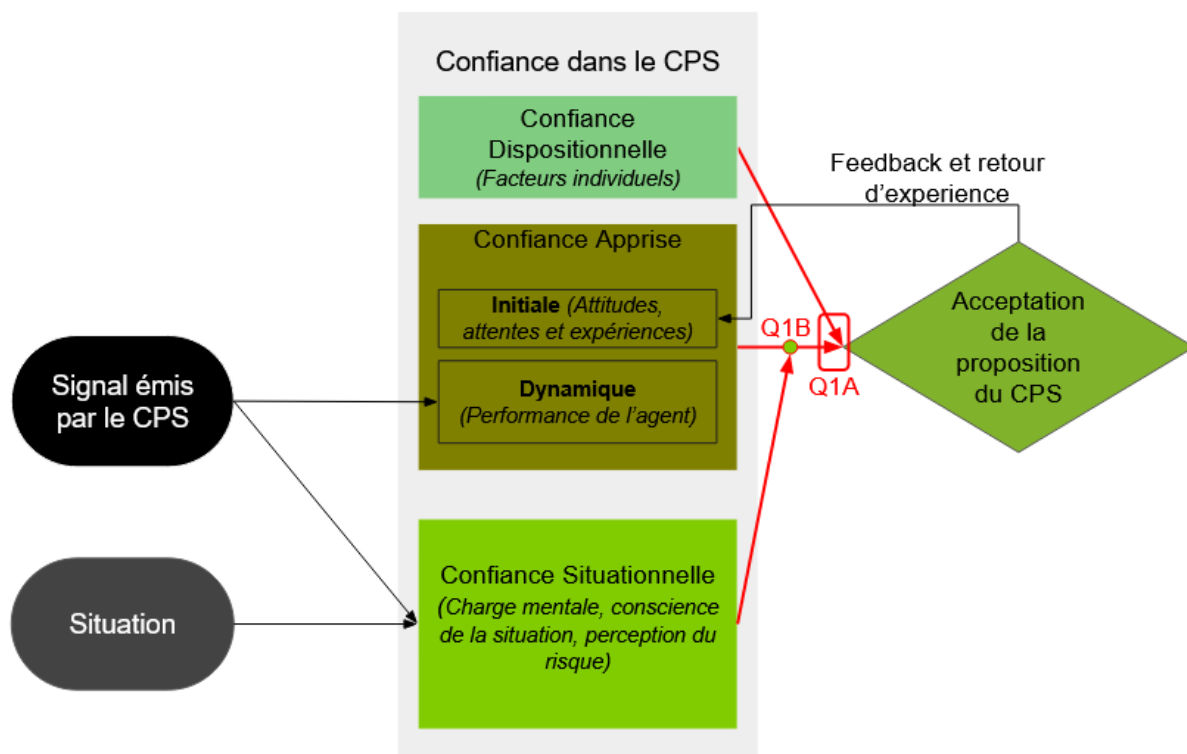 Confiance dans le CPS
Confiance
Dispositionnelle
(Facteurs individuels)
Feedback et retour
d'experience
Confiance Apprise
Initiale (Attitudes,
attentes et expériences)
Dynamique
(Performance de l'agent)
Q1B
Q1A
Acceptation
de la
proposition
du CPS
Signal émis
par le CPS
Situation
Confiance Situationnelle
(Charge mentale, conscience
de la situation, perception du
risque)